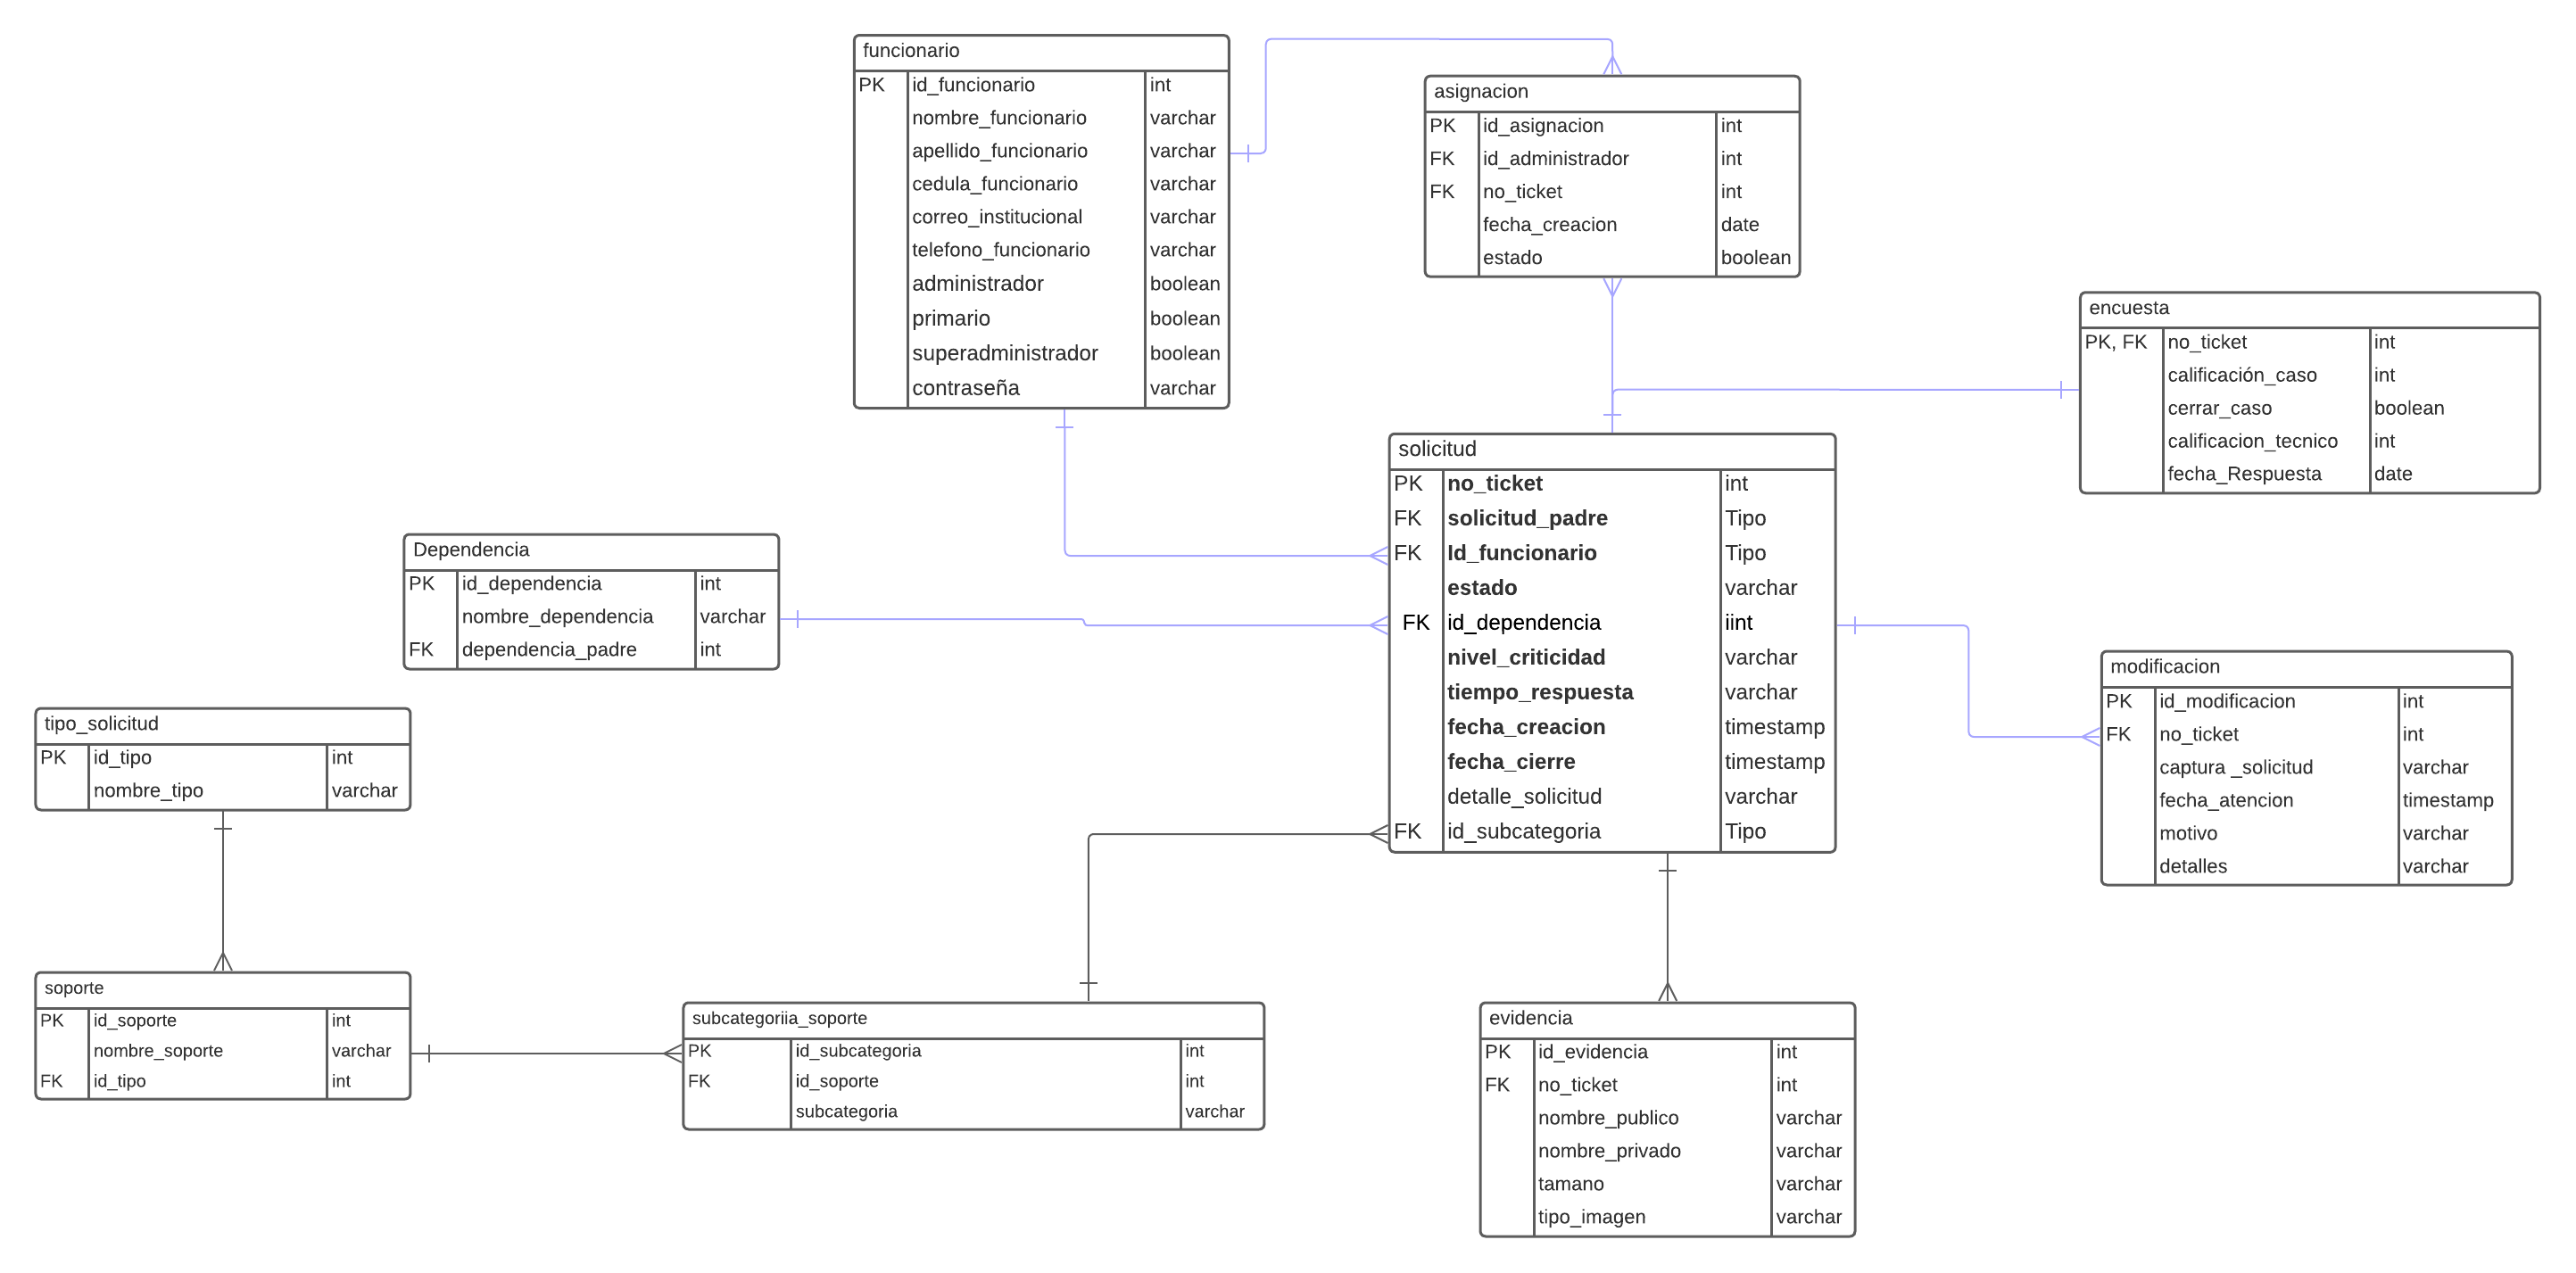 funcionario
PK id_funcionario int
nombre_funcionario varchar
apellido_funcionario varchar
cedula_funcionario varchar
correo_institucional varchar
telefono_funcionario varchar
administrador boolean
primario boolean
superadministrador boolean
contraseña varchar
asignacion
PK id_asignacion int
FK id_administrador int
FK no_ticket int
fecha_creacion date
estado boolean
encuesta
PK, FK no_ticket int
calificación_caso int
cerrar_caso boolean
calificacion_tecnico int
fecha_Respuesta date
solicitud
PK no_ticket int
FK solicitud_padre Tipo
FK Id_funcionario Tipo
estado varchar
FK id_dependencia iint
nivel_criticidad varchar
tiempo_respuesta varchar
fecha_creacion timestamp
fecha_cierre timestamp
detalle_solicitud varchar
FK id_subcategoria Tipo
Dependencia
PK id_dependencia int
nombre_dependencia varchar
FK dependencia_padre int
modificacion
PK id_modificacion int
FK no_ticket int
captura _solicitud varchar
fecha_atencion timestamp
motivo varchar
detalles varchar
tipo_solicitud
PK id_tipo int
nombre_tipo varchar
soporte
PK id_soporte int
nombre_soporte varchar
FK id_tipo int
subcategoriia_soporte
PK id_subcategoria int
FK id_soporte int
subcategoria varchar
evidencia
PK id_evidencia int
FK no_ticket int
nombre_publico varchar
nombre_privado varchar
tamano varchar
tipo_imagen varchar